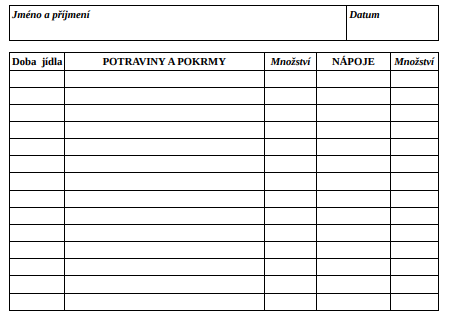 Jméno a příjmení Datum
Doba jídla POTRAVINY A POKRMY Množství NÁPOJE Množství